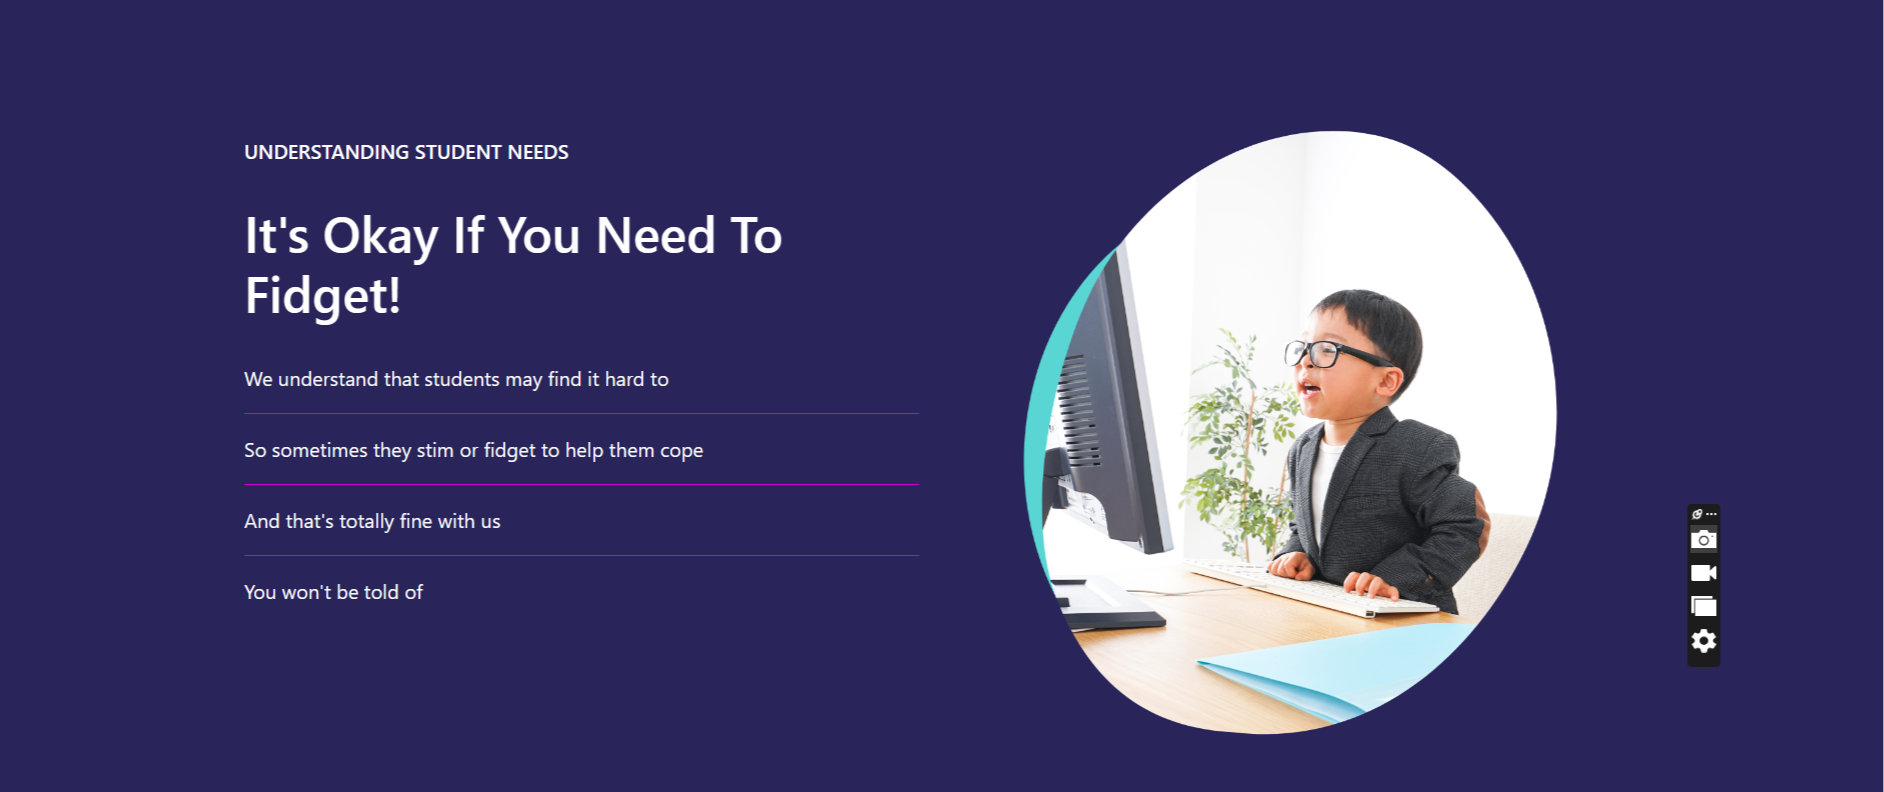 UNDERSTANDING STUDENT NEEDS
It's Okay If You Need To
Fidget!
We understand that students may find it hard to
So sometimes they stim or fidget to help them cope
And that's totally fine with us
You won't be told of